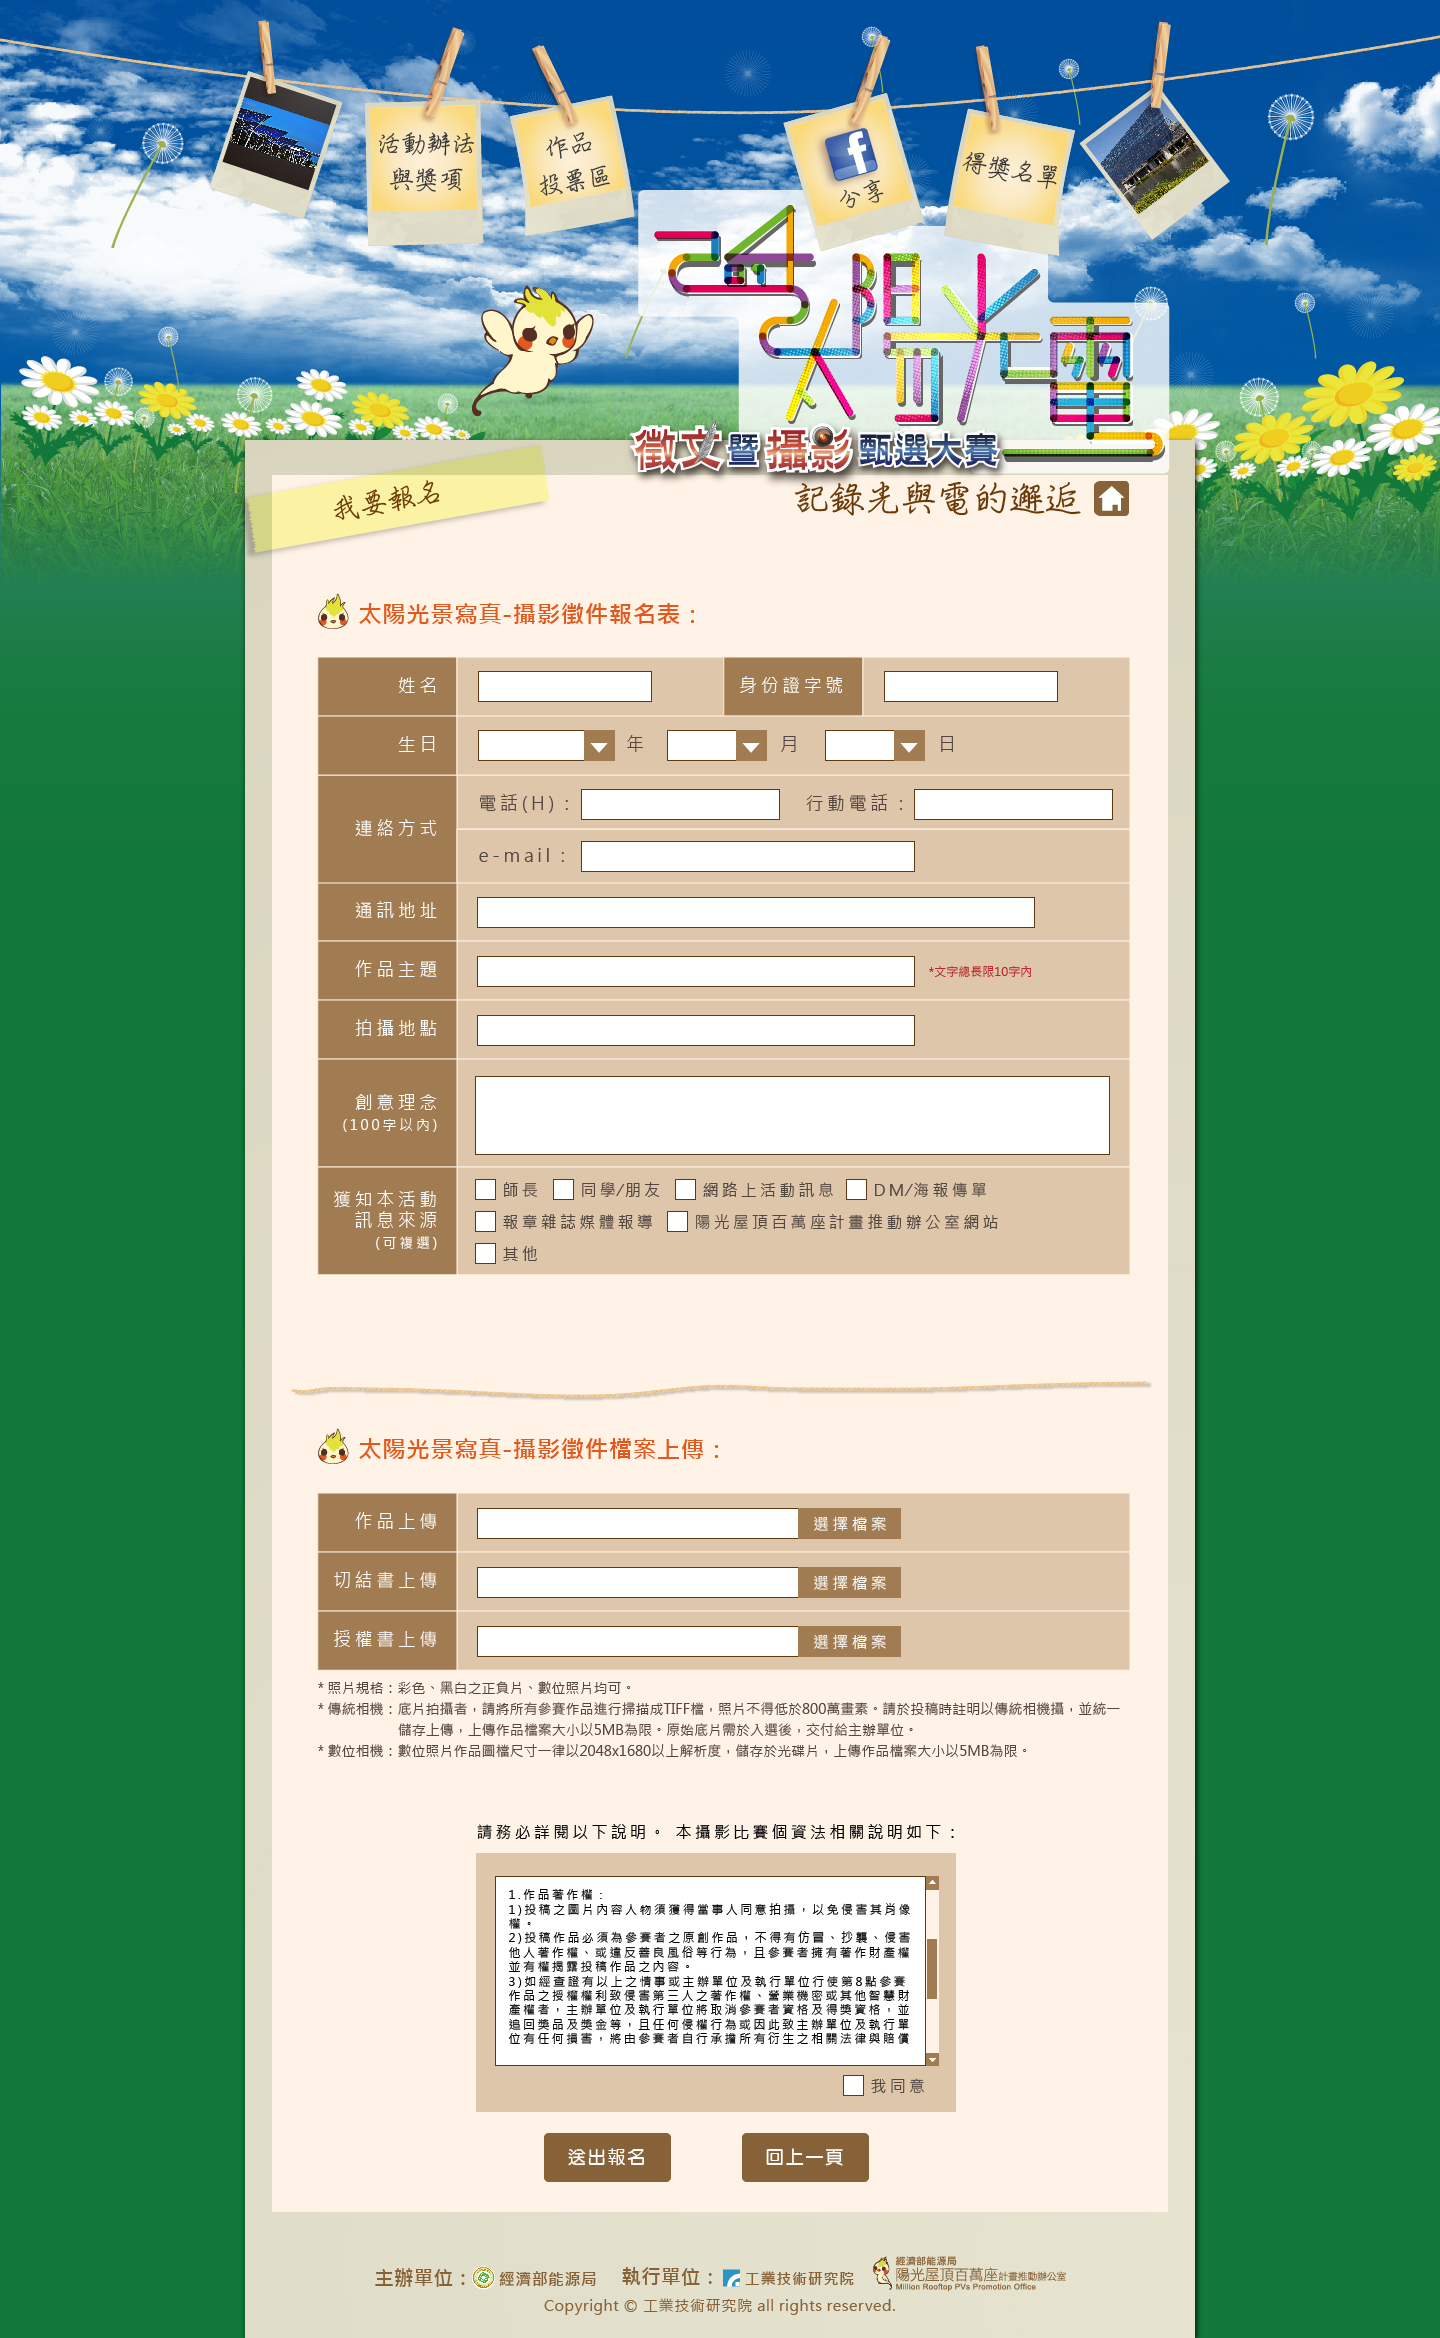 活動辦法
與獎項
作品
投票區
f
分享
得獎名單
陽光電
徵文暨攝影甄選大賽
我要報名
記錄光與電的邂逅
太陽光景寫真-攝影徵件報名表：
姓名
身份證字號
生日 年 月 日
連絡方式
電話(H)： 行動電話：
e-mail：
通訊地址
作品主題 *文字總長限10字內
拍攝地點
創意理念
(100字以內)
獲知本活動
訊息來源
(可複選)
師長 同學/朋友 網路上活動訊息 DM/海報傳單
報章雜誌媒體報導 陽光屋頂百萬座計畫推動辦公室網站
其他
太陽光景寫真-攝影徵件檔案上傳：
作品上傳 選擇檔案
切結書上傳 選擇檔案
授權書上傳 選擇檔案
* 照片規格：彩色、黑白之正負片、數位照片均可。
* 傳統相機：底片拍攝者，請將所有參賽作品進行掃描成TIFF檔，照片不得低於800萬畫素。請於投稿時註明以傳統相機攝，並統一
儲存上傳，上傳作品檔案大小以5MB為限。原始底片需於入選後，交付給主辦單位。
* 數位相機：數位照片作品圖檔尺寸一律以2048x1680以上解析度，儲存於光碟片，上傳作品檔案大小以5MB為限。
請務必詳閱以下說明。 本攝影比賽個資法相關說明如下：
1.作品著作權：
1)投稿之圖片內容人物須獲得當事人同意拍攝，以免侵害其肖像
權。
2)投稿作品必須為參賽者之原創作品，不得有仿冒、抄襲、侵害
他人著作權、或違反善良風俗等行為，且參賽者擁有著作財產權
並有權揭露投稿作品之內容。
3)如經查證有以上之情事或主辦單位及執行單位行使第8點參賽
作品之授權權利致侵害第三人之著作權、營業機密或其他智慧財
產權者，主辦單位及執行單位將取消參賽者資格及得獎資格，並
追回獎品及獎金等，且任何侵權行為或因此致主辦單位及執行單
位有任何損害，將由參賽者自行承擔所有衍生之相關法律與賠償
我同意
送出報名 回上一頁
主辦單位： 經濟部能源局 執行單位： 工業技術研究院
經濟部能源局
陽光屋頂百萬座計畫推動辦公室
Million Rooftop PVs Promotion Office
Copyright © 工業技術研究院 all rights reserved.